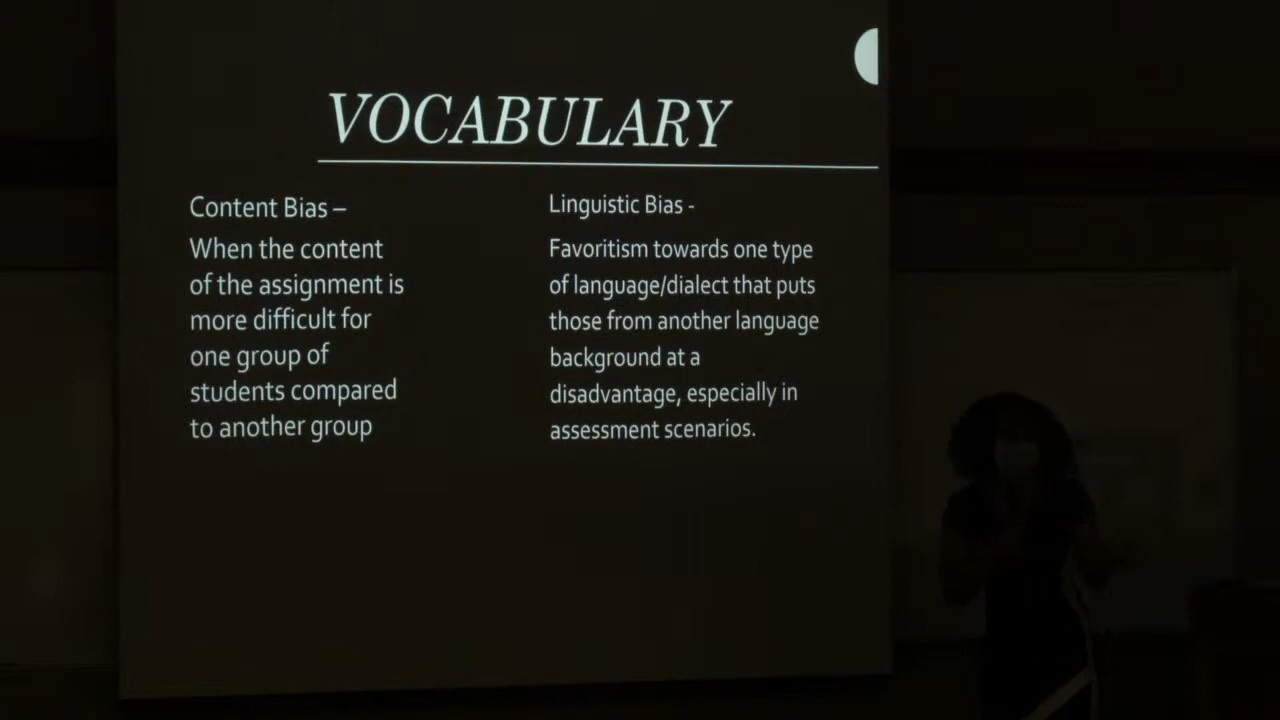 VOCABULARY
Content Bias –
When the content
of the assignment is
more difficult for
one group of
students compared
to another group
Linguistic Bias -
Favoritism towards one type
of language/dialect that puts
those from another language
background at a
disadvantage, especially in
assessment scenarios.